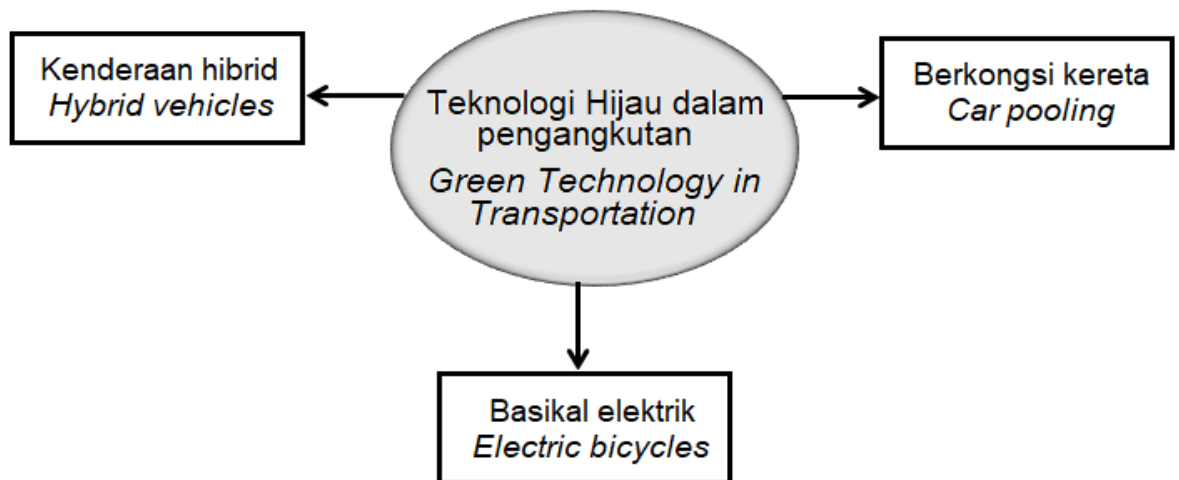 Kenderaan hibrid
Hybrid vehicles
Teknologi Hijau dalam
pengangkutan
Green Technology in
Transportation
Berkongsi kereta
Car pooling
Basikal elektrik
Electric bicycles